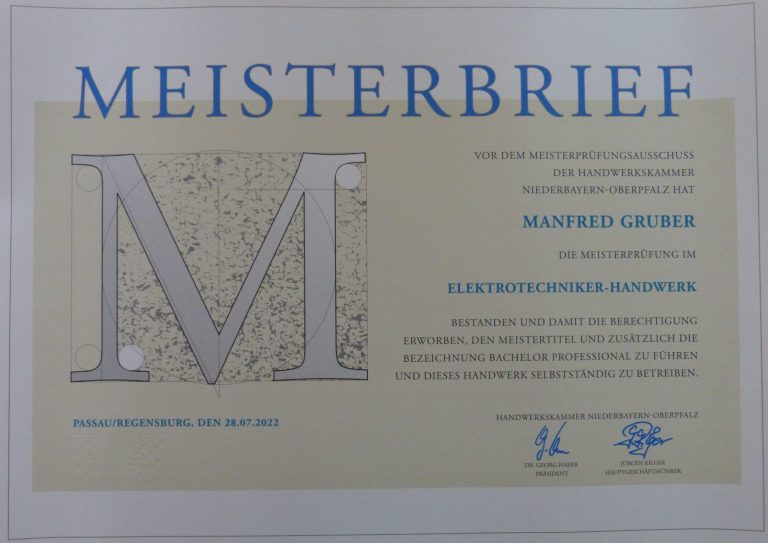 MEISTERBRIEF
VOR DEM MEISTERPRÜFUNGSAUSSCHUSS
DER HANDWERKSKAMMER
NIEDERBAYERN-OBERPFALZ HAT
MANFRED GRUBER
DIE MEISTERPRÜFUNG IM
ELEKTROTECHNIKER-HANDWERK
BESTANDEN UND DAMIT DIE BERECHTIGUNG
ERWORBEN, DEN MEISTERTITEL UND ZUSÄTZLICH DIE
BEZEICHNUNG BACHELOR PROFESSIONAL ZU FÜHREN
UND DIESES HANDWERK SELBSTSTÄNDIG ZU BETREIBEN.
M
PASSAU/REGENSBURG, DEN 28.07.2022
HANDWERKSKAMMER NIEDERBAYERN-OBERPFALZ
DR. GEORG HABER
PRÄSIDENT
JÜRGEN KILGER
HAUPTGESCHÄFTSFÜHRER